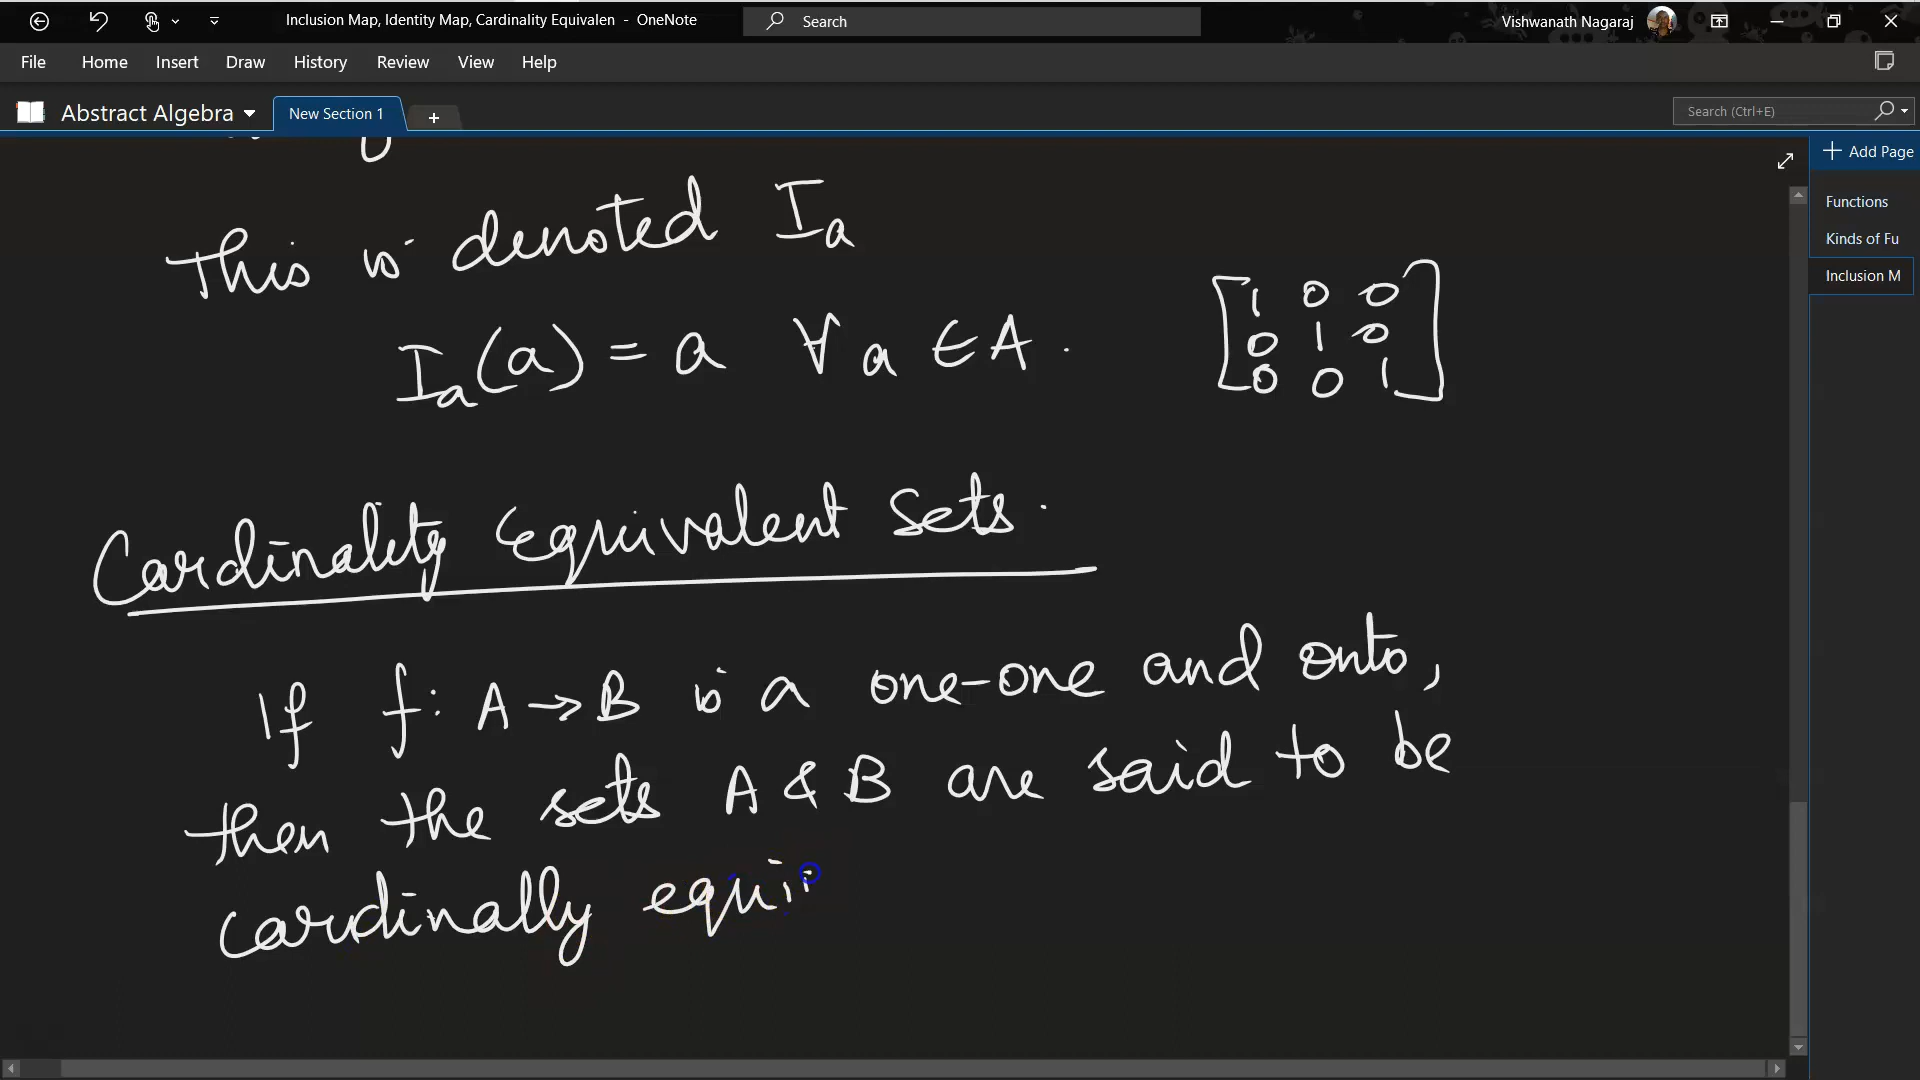 Inclusion Map, Identity Map, Cardinality Equivalen - OneNote
Search
Vishwanath Nagaraj
File Home Insert Draw History Review View Help
Abstract Algebra
New Section 1
+
Search (Ctrl+E)
+ Add Page
Functions
Kinds of Fu
Inclusion M
This is denoted I_a
I_a(a) = a ∀ a ∈ A.
1 0 0
0 1 0
0 0 1
Cardinality Equivalent Sets.
If f: A → B is a one-one and onto,
then the sets A & B are said to be
cardinally equi